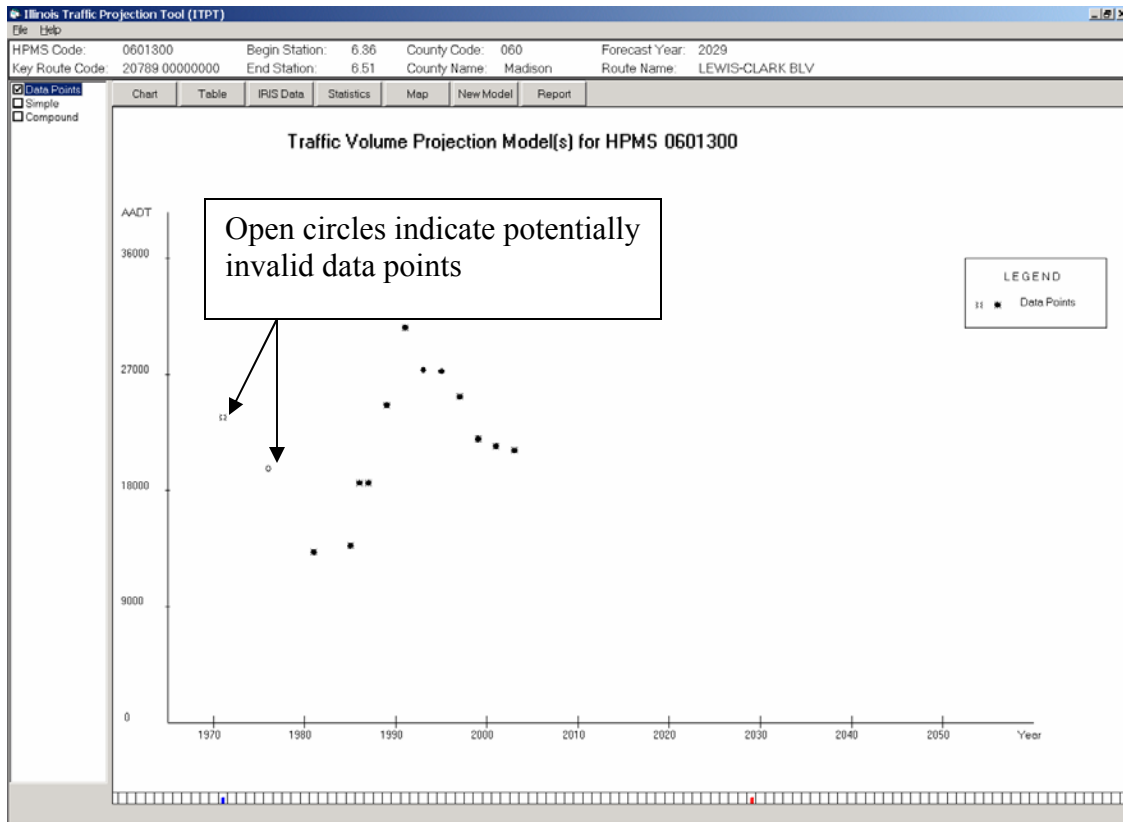 Illinois Traffic Projection Tool (ITPT)
File Help
HPMS Code: 0601300 Begin Station: 6.36 County Code: 060 Forecast Year: 2029
Key Route Code: 20789 00000000 End Station: 6.51 County Name: Madison Route Name: LEWIS-CLARK BLV
Data Points
Simple
Compound
Chart Table IRIS Data Statistics Map New Model Report
Traffic Volume Projection Model(s) for HPMS 0601300
AADT
Open circles indicate potentially
invalid data points
36000
LEGEND
Data Points
27000
18000
9000
0
1970 1980 1990 2000 2010 2020 2030 2040 2050 Year